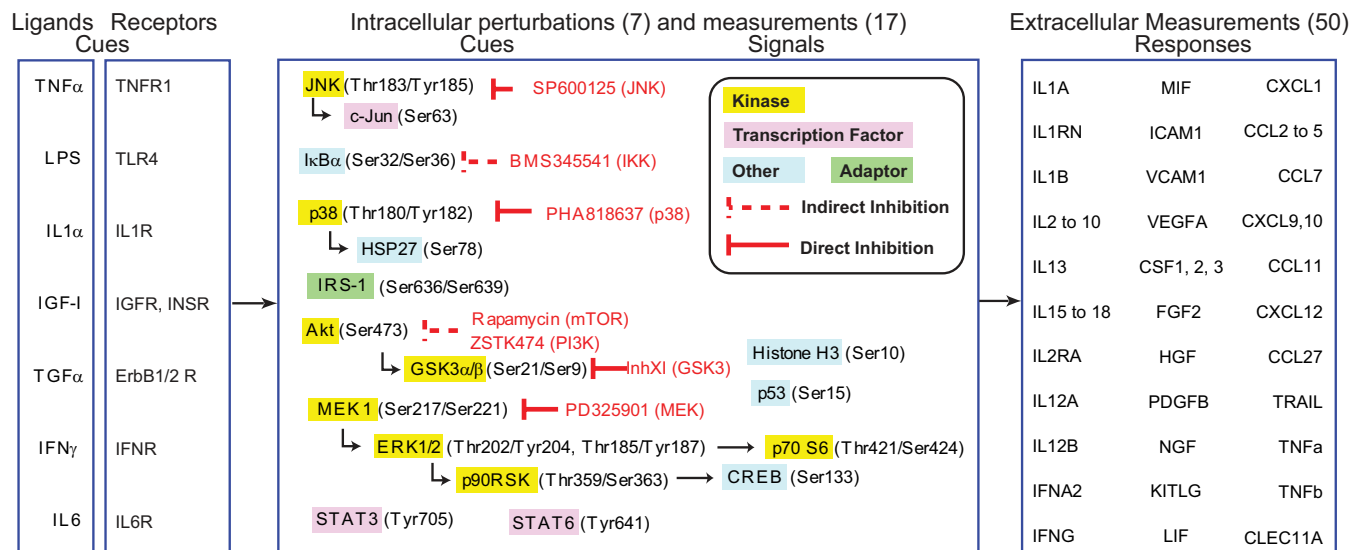 Ligands Receptors
Cues
Intracellular perturbations (7) and measurements (17)
Cues Signals
Extracellular Measurements (50)
Responses
TNFα TNFR1
LPS TLR4
IL1α IL1R
IGF-I IGFR, INSR
TGFα ErbB1/2 R
IFNγ IFNR
IL6 IL6R
JNK (Thr183/Tyr185) SP600125 (JNK)
c-Jun (Ser63)
IκBα (Ser32/Ser36) BMS345541 (IKK)
p38 (Thr180/Tyr182) PHA818637 (p38)
HSP27 (Ser78)
IRS-1 (Ser636/Ser639)
Akt (Ser473) Rapamycin (mTOR)
ZSTK474 (PI3K)
GSK3α/β (Ser21/Ser9) InhXI (GSK3)
MEK1 (Ser217/Ser221) PD325901 (MEK)
ERK1/2 (Thr202/Tyr204, Thr185/Tyr187) p70 S6 (Thr421/Ser424)
p90RSK (Thr359/Ser363) CREB (Ser133)
STAT3 (Tyr705) STAT6 (Tyr641)
Histone H3 (Ser10)
p53 (Ser15)
Kinase
Transcription Factor
Other Adaptor
Indirect Inhibition
Direct Inhibition
IL1A MIF CXCL1
IL1RN ICAM1 CCL2 to 5
IL1B VCAM1 CCL7
IL2 to 10 VEGFA CXCL9,10
IL13 CSF1, 2, 3 CCL11
IL15 to 18 FGF2 CXCL12
IL2RA HGF CCL27
IL12A PDGFB TRAIL
IL12B NGF TNFa
IFNA2 KITLG TNFb
IFNG LIF CLEC11A